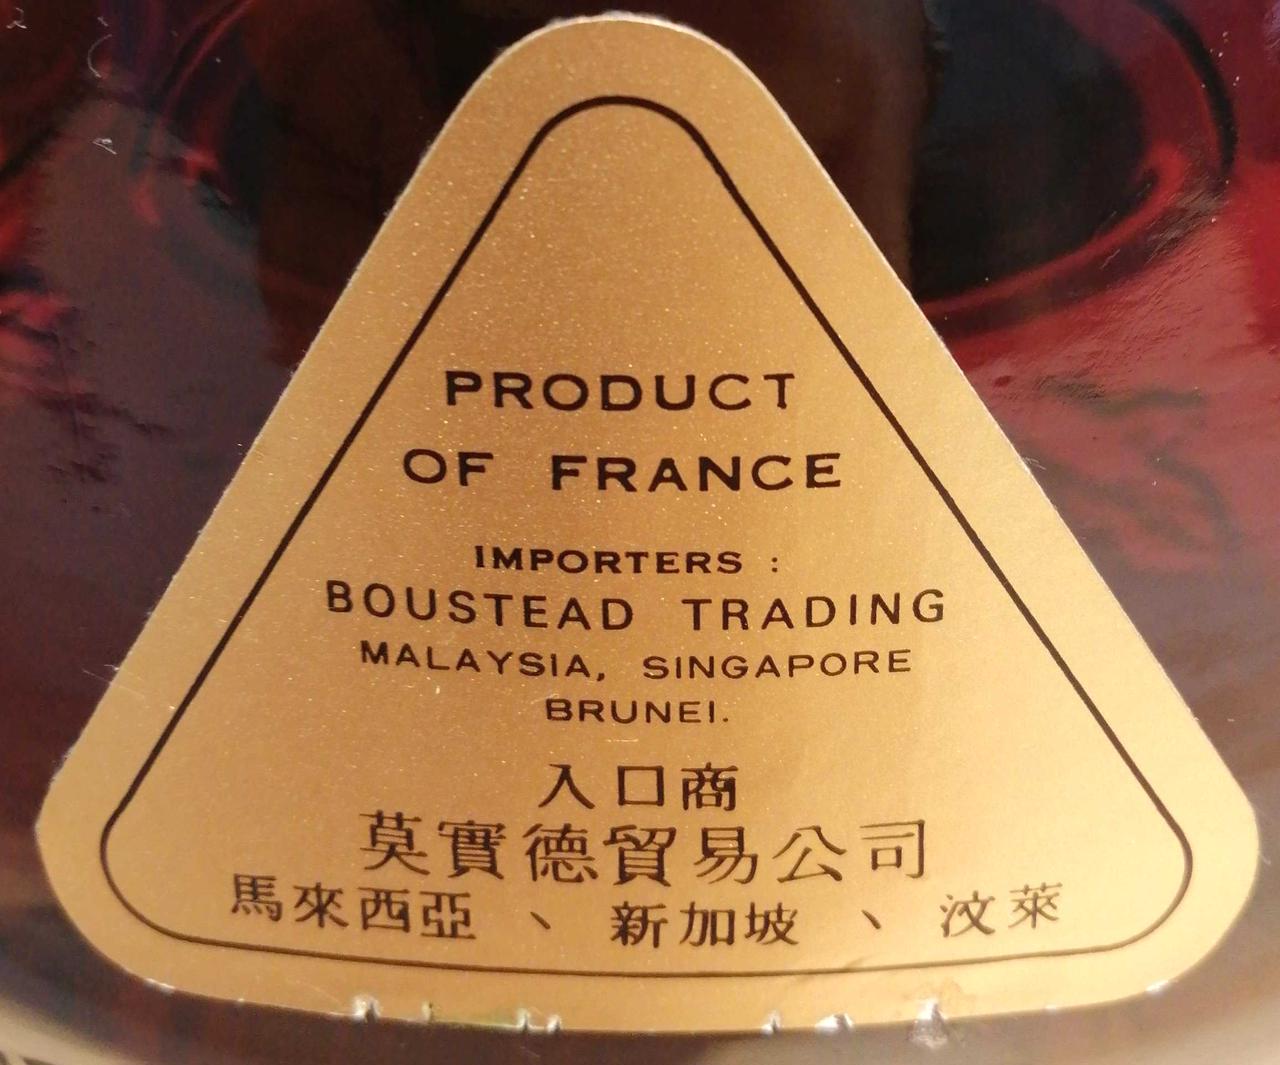 PRODUCT
OF FRANCE
IMPORTERS :
BOUSTEAD TRADING
MALAYSIA, SINGAPORE
BRUNEI.
入口商
莫實德貿易公司
馬來西亞、新加坡、汶萊